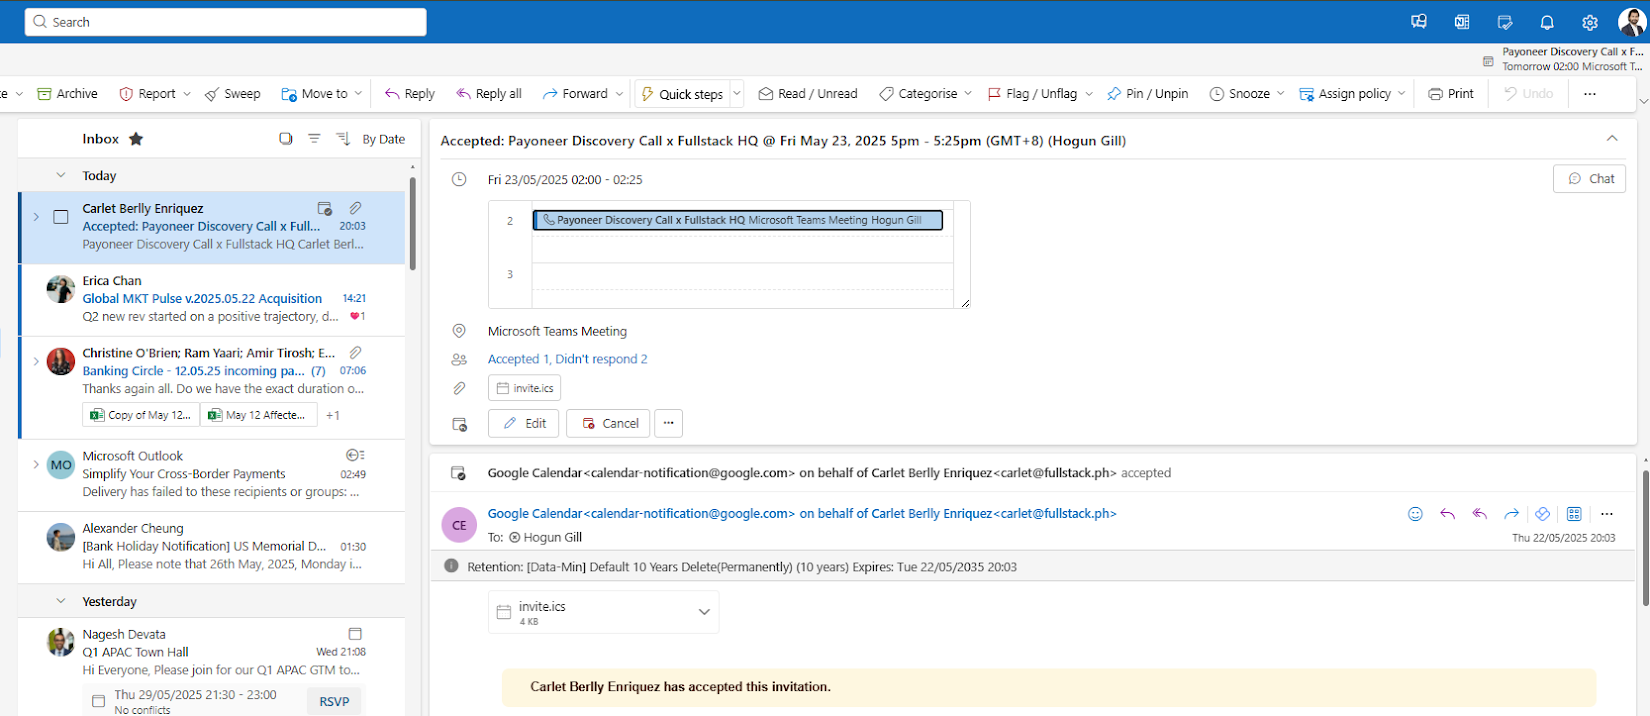 Search
Payoneer Discovery Call x F...
Tomorrow 02:00 Microsoft T...
Archive
Report
Sweep
Move to
Reply
Reply all
Forward
Quick steps
Read / Unread
Categorise
Flag / Unflag
Pin / Unpin
Snooze
Assign policy
Print
Undo
Inbox
By Date
Today
Carlet Berlly Enriquez
Accepted: Payoneer Discovery Call x Full... 20:03
Payoneer Discovery Call x Fullstack HQ Carlet Berl...
Erica Chan
Global MKT Pulse v.2025.05.22 Acquisition 14:21
Q2 new rev started on a positive trajectory, d... 1
Christine O'Brien; Ram Yaari; Amir Tirosh; E...
Banking Circle - 12.05.25 incoming pa... (7) 07:06
Thanks again all. Do we have the exact duration o...
Copy of May 12... May 12 Affecte... +1
MO
Microsoft Outlook
Simplify Your Cross-Border Payments 02:49
Delivery has failed to these recipients or groups: ...
Alexander Cheung
[Bank Holiday Notification] US Memorial D... 01:30
Hi All, Please note that 26th May, 2025, Monday i...
Yesterday
Nagesh Devata
Q1 APAC Town Hall Wed 21:08
Hi Everyone, Please join for our Q1 APAC GTM to...
Thu 29/05/2025 21:30 - 23:00
No conflicts
RSVP
Accepted: Payoneer Discovery Call x Fullstack HQ @ Fri May 23, 2025 5pm - 5:25pm (GMT+8) (Hogun Gill)
Fri 23/05/2025 02:00 - 02:25
Chat
2
Payoneer Discovery Call x Fullstack HQ Microsoft Teams Meeting Hogun Gill
3
Microsoft Teams Meeting
Accepted 1, Didn't respond 2
invite.ics
Edit
Cancel
Google Calendar<calendar-notification@google.com> on behalf of Carlet Berlly Enriquez<carlet@fullstack.ph> accepted
CE
Google Calendar<calendar-notification@google.com> on behalf of Carlet Berlly Enriquez<carlet@fullstack.ph>
To: Hogun Gill
Thu 22/05/2025 20:03
Retention: [Data-Min] Default 10 Years Delete(Permanently) (10 years) Expires: Tue 22/05/2035 20:03
invite.ics
4 KB
Carlet Berlly Enriquez has accepted this invitation.